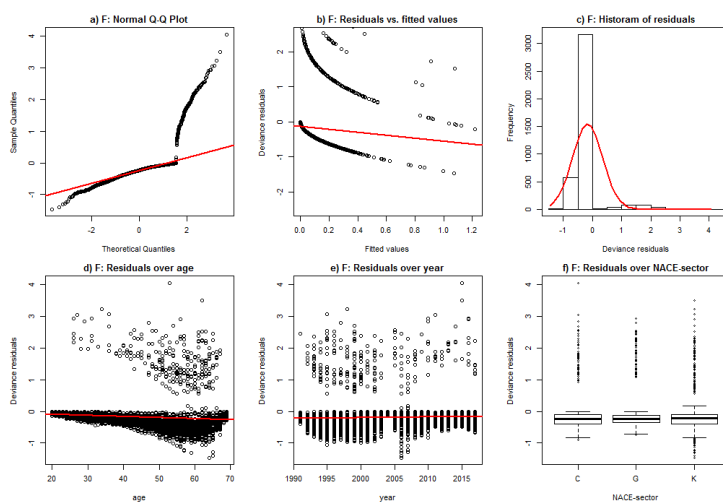 a) F: Normal Q-Q Plot
Sample Quantiles
4
3
2
1
0
-1
-2
0
2
Theoretical Quantiles
b) F: Residuals vs. fitted values
Deviance residuals
2
1
0
-1
-2
0.0
0.2
0.4
0.6
0.8
1.0
1.2
Fitted values
c) F: Historam of residuals
Frequency
3000
2500
1500
500
0
-1
0
1
2
3
4
Deviance residuals
d) F: Residuals over age
Deviance residuals
4
3
2
1
0
-1
20
30
40
50
60
70
age
e) F: Residuals over year
Deviance residuals
4
3
2
1
0
-1
1990
1995
2000
2005
2010
2015
year
f) F: Residuals over NACE-sector
Deviance residuals
4
3
2
1
0
-1
C
G
K
NACE-sector